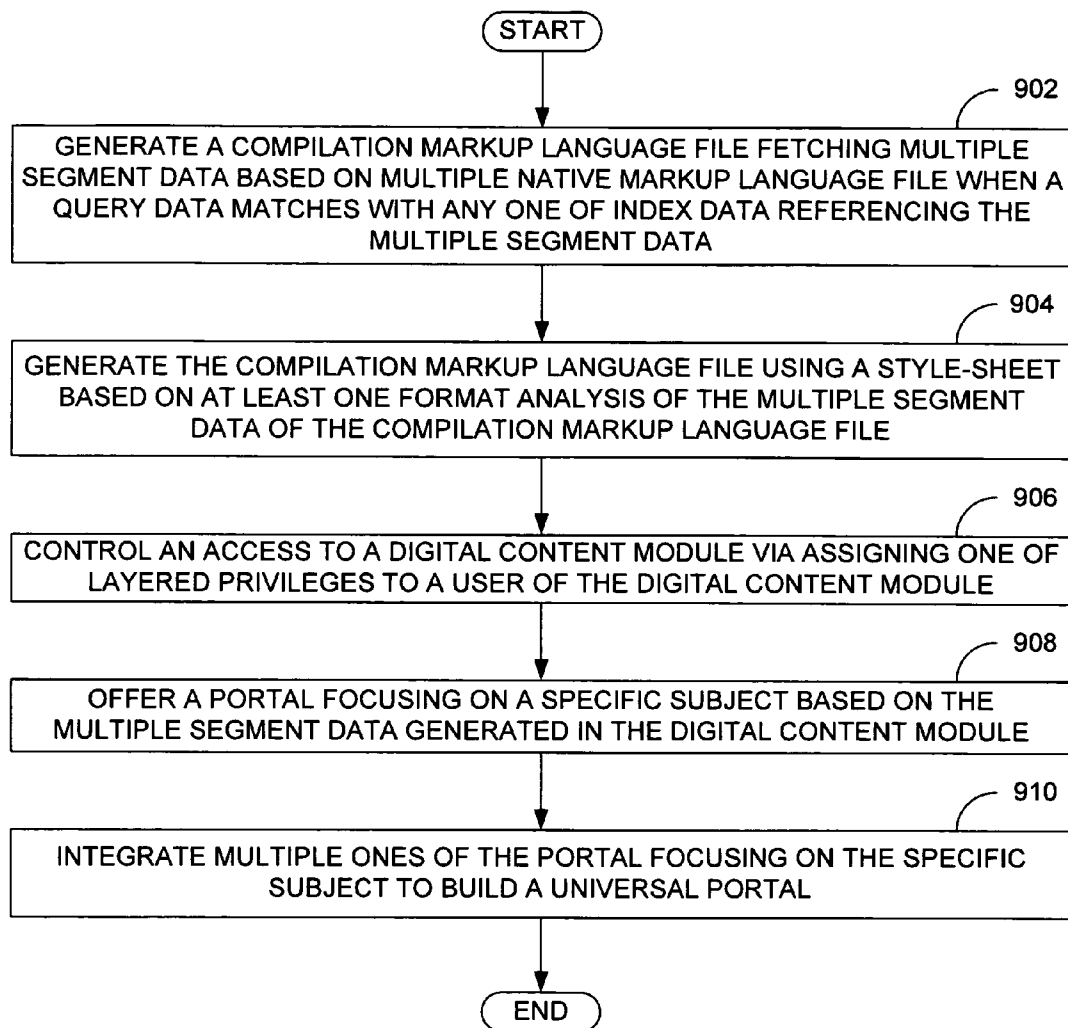 START
902
GENERATE A COMPILATION MARKUP LANGUAGE FILE FETCHING MULTIPLE
SEGMENT DATA BASED ON MULTIPLE NATIVE MARKUP LANGUAGE FILE WHEN A
QUERY DATA MATCHES WITH ANY ONE OF INDEX DATA REFERENCING THE
MULTIPLE SEGMENT DATA
904
GENERATE THE COMPILATION MARKUP LANGUAGE FILE USING A STYLE-SHEET
BASED ON AT LEAST ONE FORMAT ANALYSIS OF THE MULTIPLE SEGMENT
DATA OF THE COMPILATION MARKUP LANGUAGE FILE
906
CONTROL AN ACCESS TO A DIGITAL CONTENT MODULE VIA ASSIGNING ONE OF
LAYERED PRIVILEGES TO A USER OF THE DIGITAL CONTENT MODULE
908
OFFER A PORTAL FOCUSING ON A SPECIFIC SUBJECT BASED ON THE
MULTIPLE SEGMENT DATA GENERATED IN THE DIGITAL CONTENT MODULE
910
INTEGRATE MULTIPLE ONES OF THE PORTAL FOCUSING ON THE SPECIFIC
SUBJECT TO BUILD A UNIVERSAL PORTAL
END